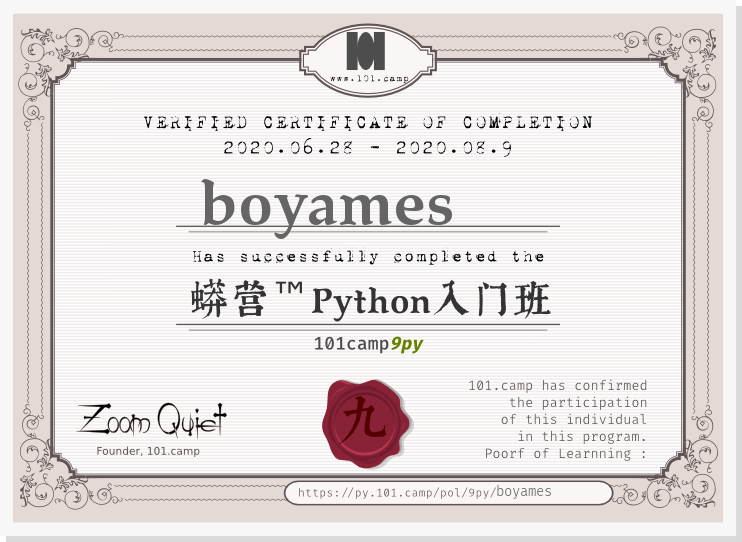 101
www.101.camp
VERIFIED CERTIFICATE OF COMPLETION
2020.06.28 - 2020.08.9
boyames
Has successfully completed the
蟒营™Python入门班
101camp9py
九
101.camp has confirmed
the participation
of this individual
in this program.
Poorf of Learnning :
Zoom Quiet
Founder, 101.camp
https://py.101.camp/pol/9py/boyames